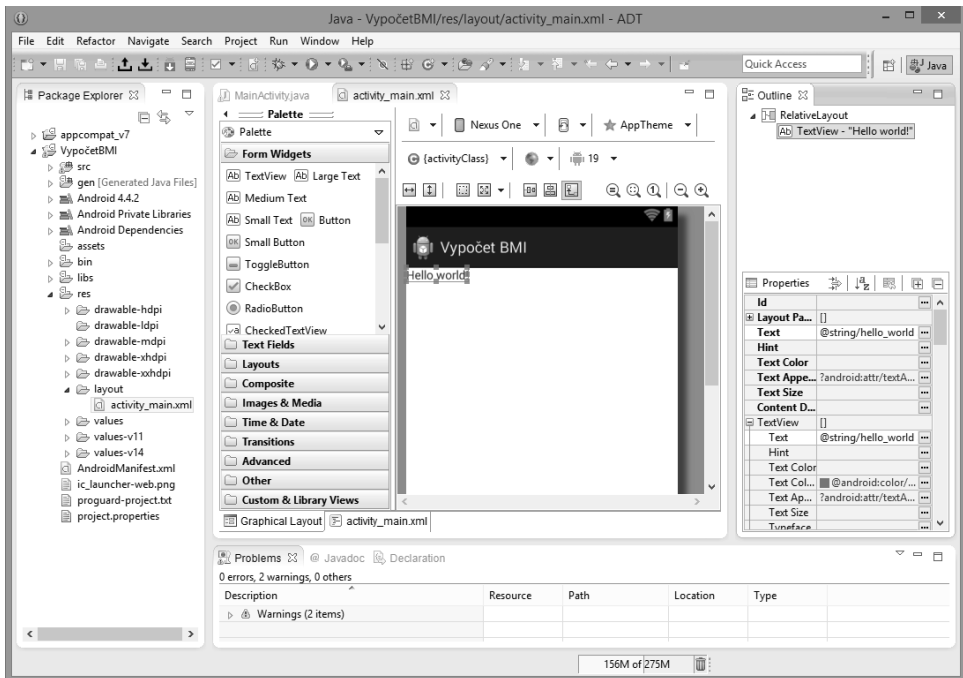 Java - VypočetBMI/res/layout/activity_main.xml - ADT
File Edit Refactor Navigate Search Project Run Window Help
Quick Access
Java
Package Explorer
appcompat_v7
VypočetBMI
src
gen [Generated Java Files]
Android 4.4.2
Android Private Libraries
Android Dependencies
assets
bin
libs
res
drawable-hdpi
drawable-ldpi
drawable-mdpi
drawable-xhdpi
drawable-xxhdpi
layout
activity_main.xml
values
values-v11
values-v14
AndroidManifest.xml
ic_launcher-web.png
proguard-project.txt
project.properties
MainActivity.java
activity_main.xml
Palette
Palette
Form Widgets
Ab TextView Ab Large Text
Ab Medium Text
Ab Small Text OK Button
OK Small Button
ToggleButton
CheckBox
RadioButton
CheckedTextView
Text Fields
Layouts
Composite
Images & Media
Time & Date
Transitions
Advanced
Other
Custom & Library Views
Nexus One AppTheme
{activityClass} 19
Vypočet BMI
Hello world!
Graphical Layout activity_main.xml
Outline
RelativeLayout
Ab TextView - "Hello world!"
Properties
Id
Layout Pa... []
Text @string/hello_world
Hint
Text Color
Text Appe... ?android:attr/textA...
Text Size
Content D...
TextView []
Text @string/hello_world
Hint
Text Color
Text Col... @android:color/...
Text Ap... ?android:attr/textA...
Text Size
Typeface
Problems @ Javadoc Declaration
0 errors, 2 warnings, 0 others
Description Resource Path Location Type
Warnings (2 items)
156M of 275M